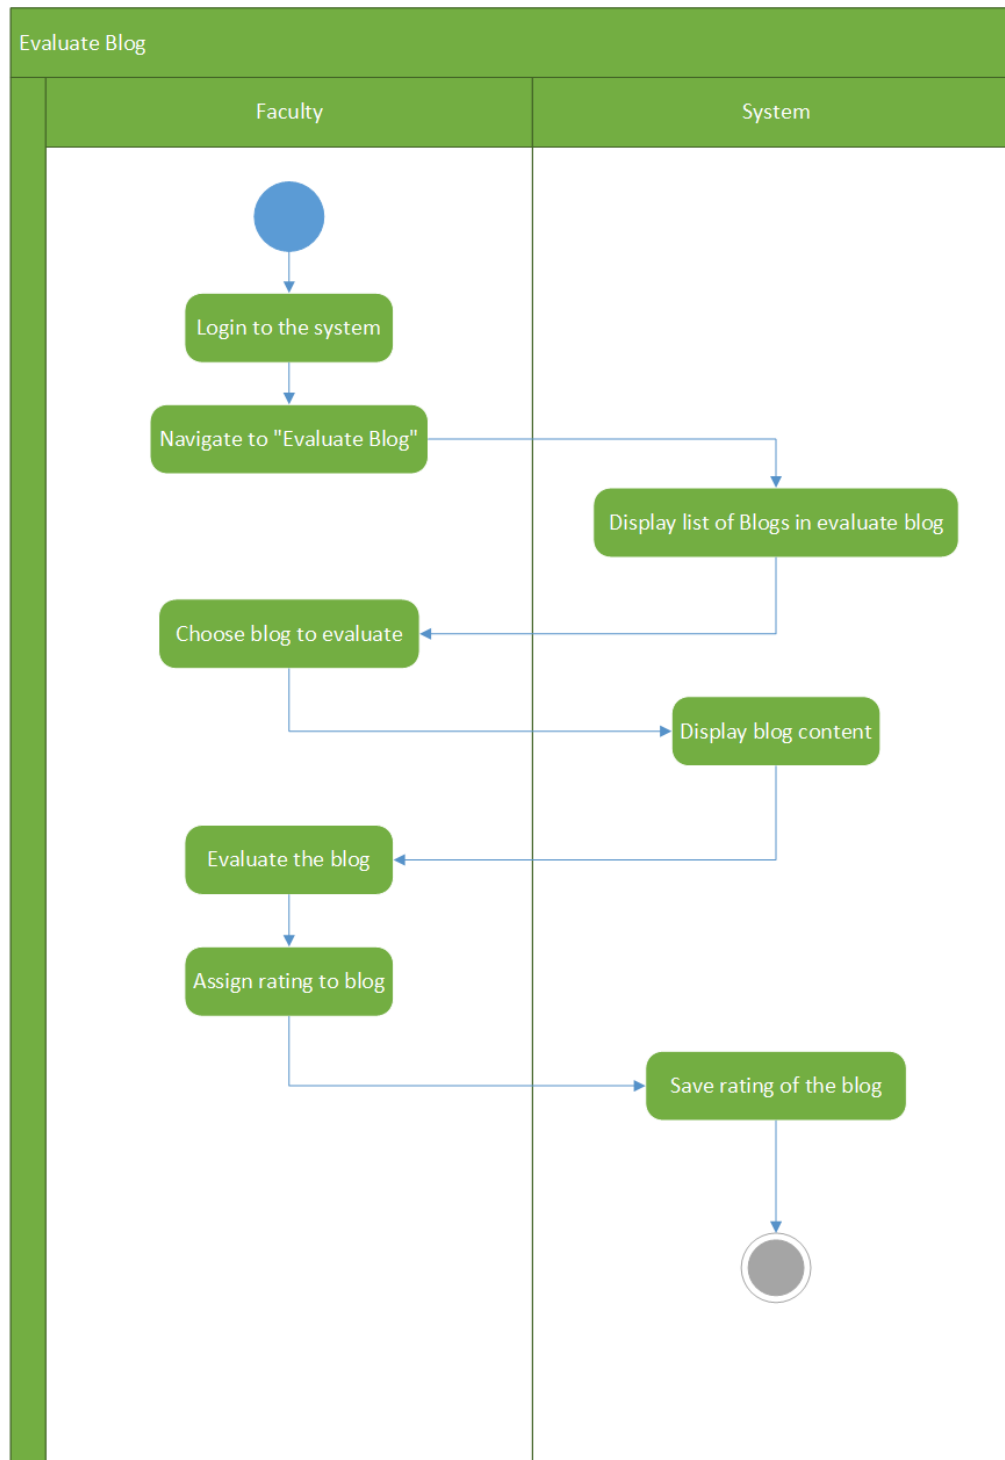 Evaluate Blog
Faculty
System
Login to the system
Navigate to "Evaluate Blog"
Display list of Blogs in evaluate blog
Choose blog to evaluate
Display blog content
Evaluate the blog
Assign rating to blog
Save rating of the blog